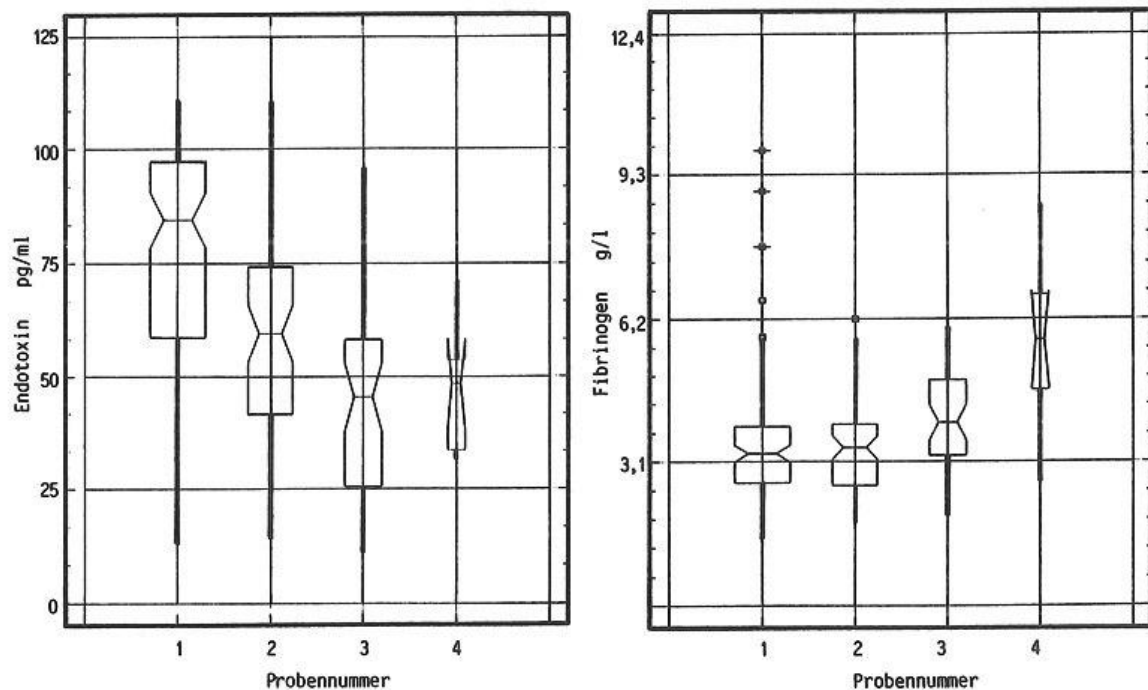 125
100
75
50
25
0
Endotoxin pg/ml
1 2 3 4
Probennummer
12,4
9,3
6,2
3,1
Fibrinogen g/l
1 2 3 4
Probennummer